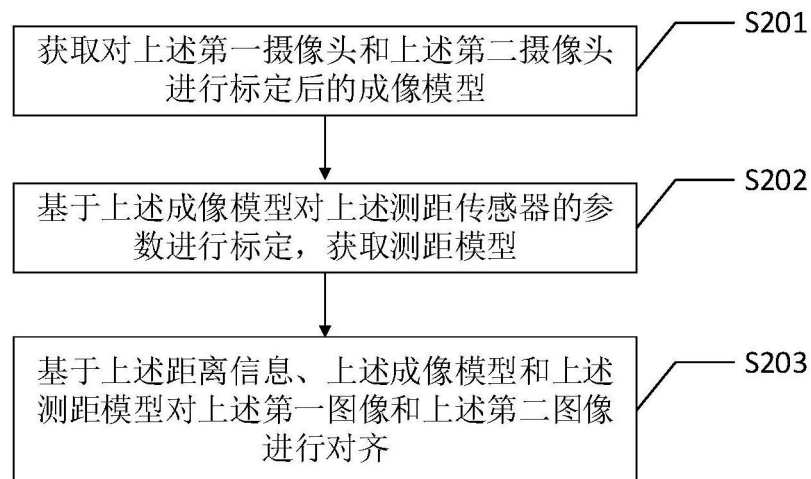 S201
获取对上述第一摄像头和上述第二摄像头
进行标定后的成像模型
S202
基于上述成像模型对上述测距传感器的参
数进行标定，获取测距模型
S203
基于上述距离信息、上述成像模型和上述
测距模型对上述第一图像和上述第二图像
进行对齐